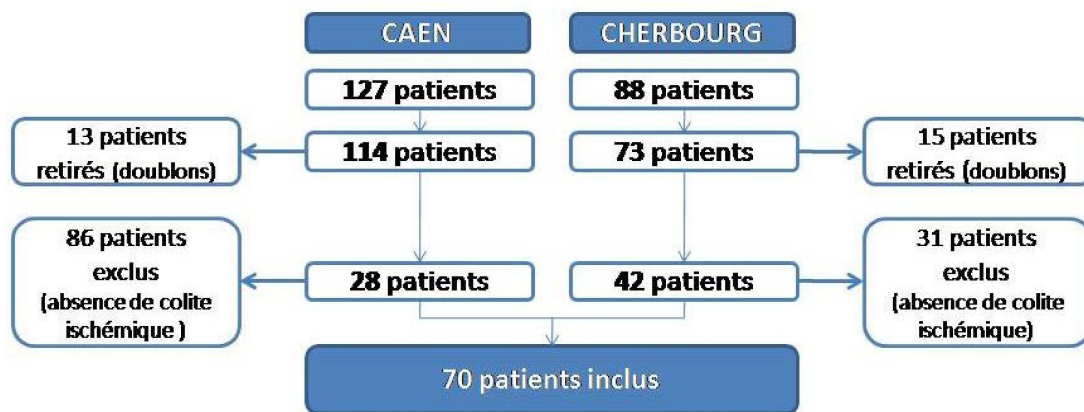 CAEN
CHERBOURG
127 patients
88 patients
13 patients
retirés (doublons)
114 patients
73 patients
15 patients
retirés (doublons)
86 patients
exclus
(absence de colite
ischémique )
28 patients
42 patients
31 patients
exclus
(absence de colite
ischémique)
70 patients inclus